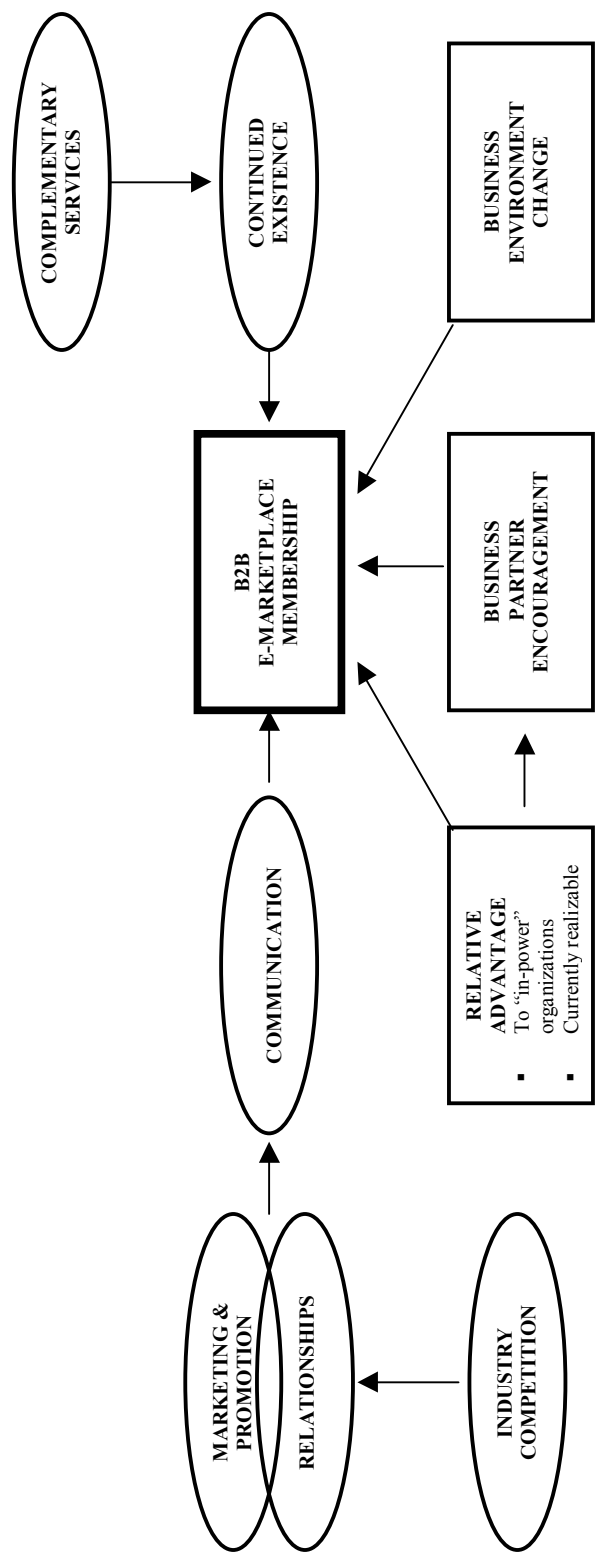 COMPLEMENTARY
SERVICES
MARKETING &
PROMOTION
RELATIONSHIPS
COMMUNICATION
B2B
E-MARKETPLACE
MEMBERSHIP
CONTINUED
EXISTENCE
INDUSTRY
COMPETITION
RELATIVE
ADVANTAGE
▪ To “in-power”
organizations
▪ Currently realizable
BUSINESS
PARTNER
ENCOURAGEMENT
BUSINESS
ENVIRONMENT
CHANGE